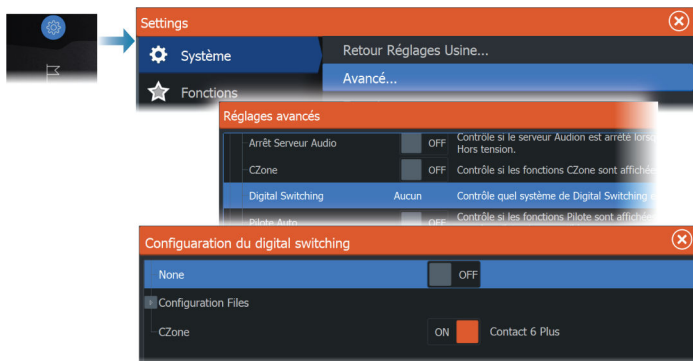 Settings
Système
Retour Réglages Usine...
Fonctions
Avancé...
Réglages avancés
Arrêt Serveur Audio OFF Contrôle si le serveur Audion est arrêté
Hors tension.
CZone OFF Contrôle si les fonctions CZone sont affichée
Digital Switching Aucun Contrôle quel système de Digital Switching
Pilote Auto OFF Contrôle si les fonctions Pilote sont affichée
Configuaration du digital switching
None OFF
Configuration Files
CZone ON Contact 6 Plus